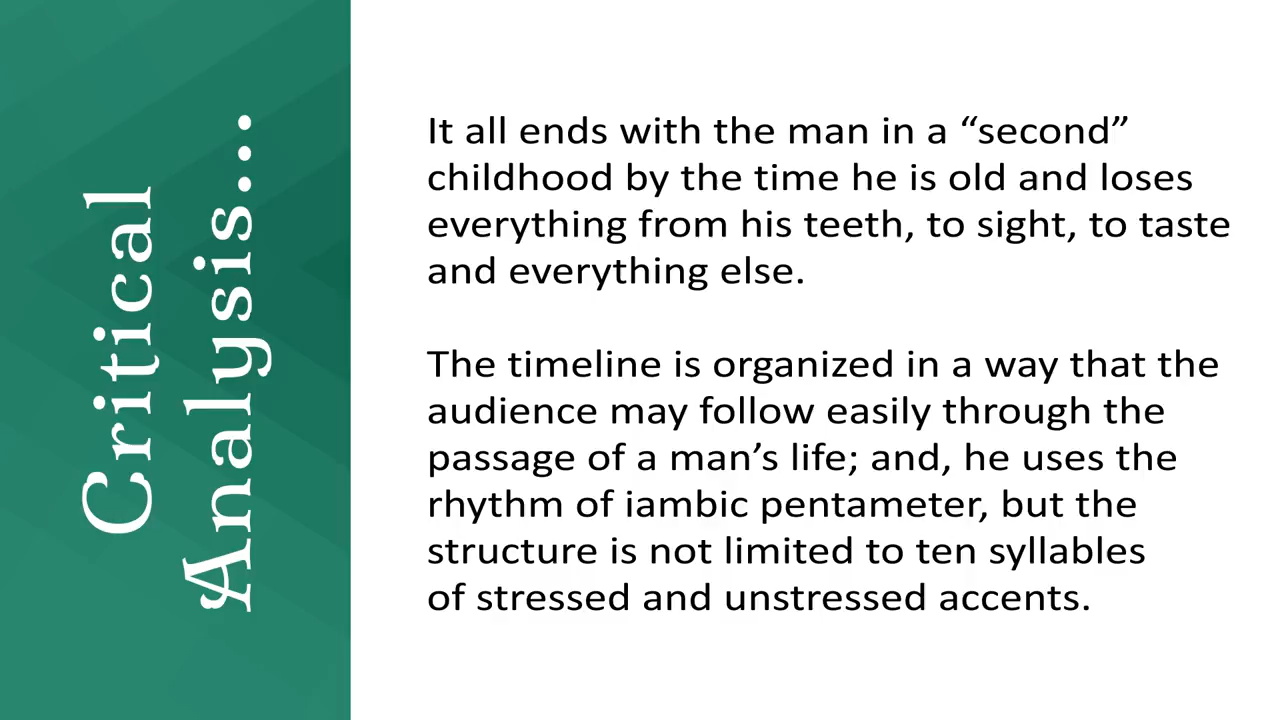 Critical
Analysis...
It all ends with the man in a “second”
childhood by the time he is old and loses
everything from his teeth, to sight, to taste
and everything else.
The timeline is organized in a way that the
audience may follow easily through the
passage of a man’s life; and, he uses the
rhythm of iambic pentameter, but the
structure is not limited to ten syllables
of stressed and unstressed accents.